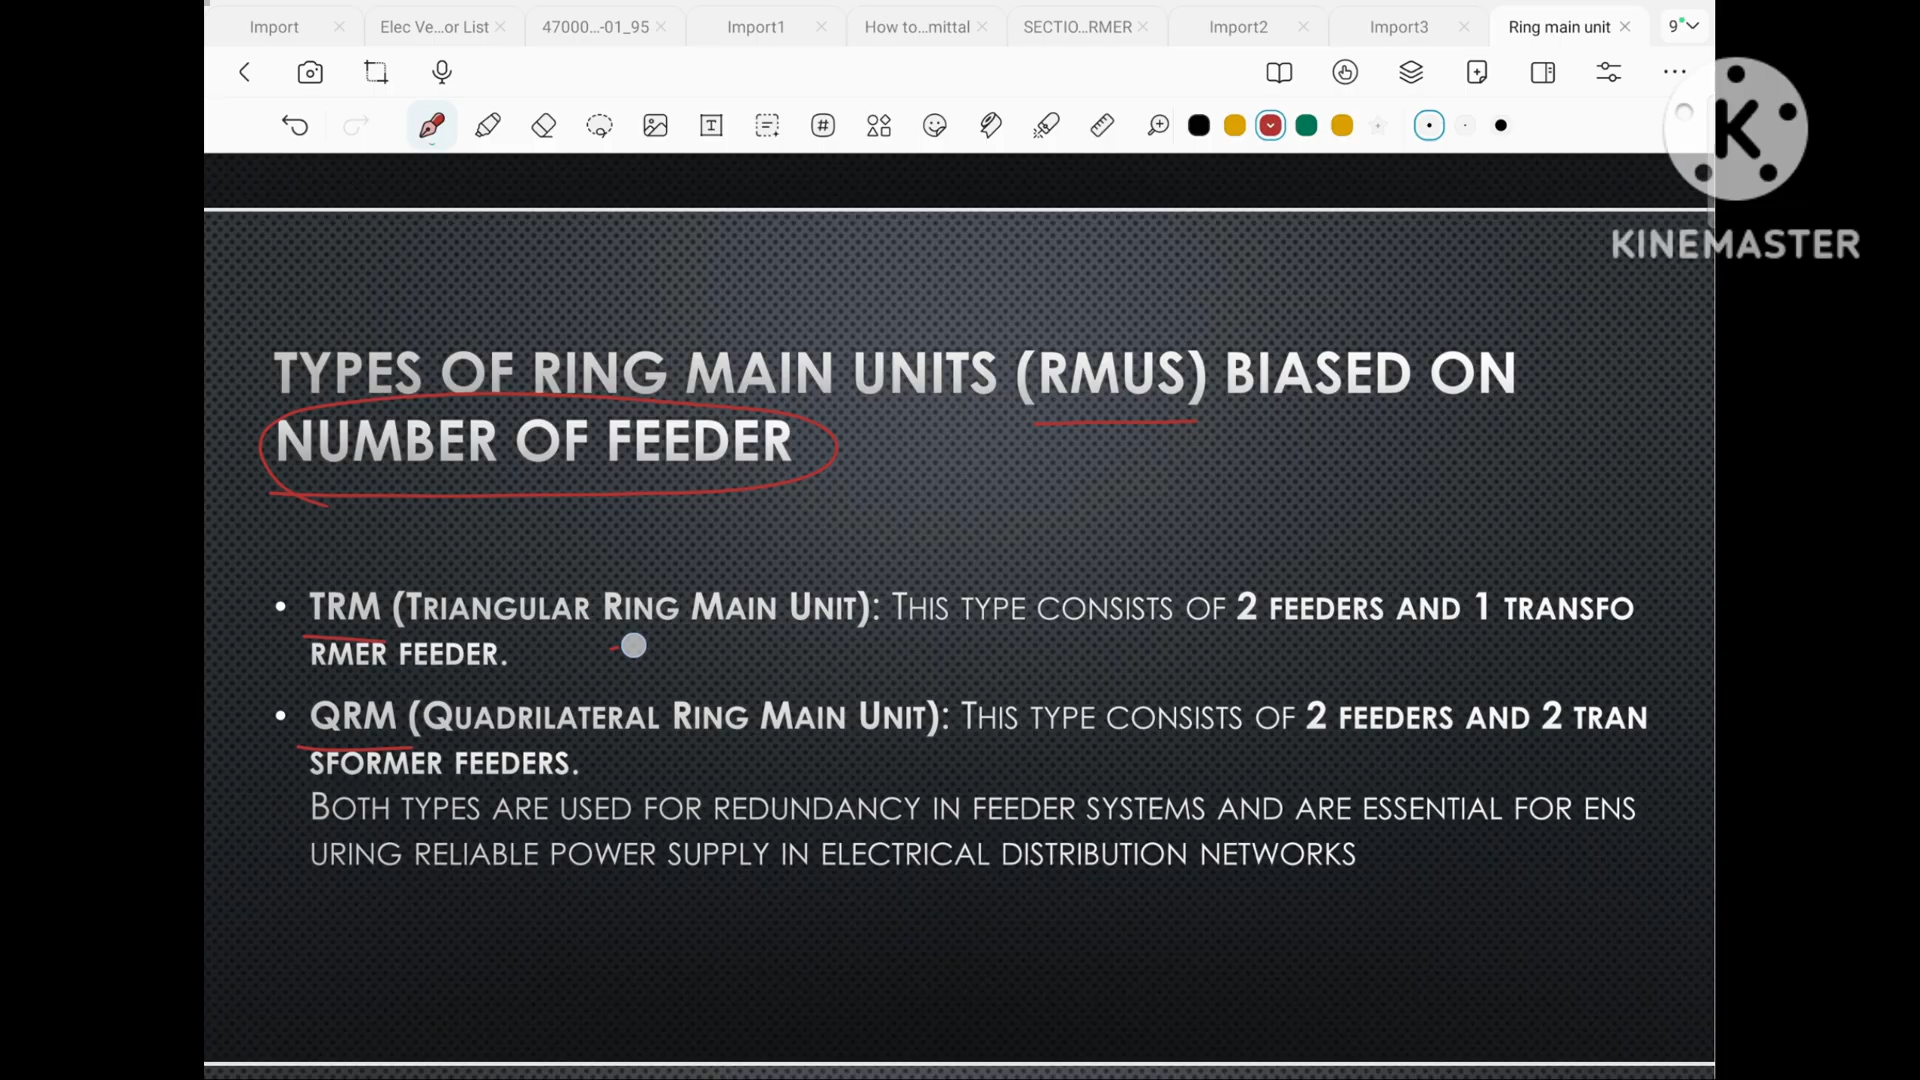 Import
Elec Ve...or List
47000...-01_95
Import1
How to...mittal
SECTIO...RMER
Import2
Import3
Ring main unit
9
K
KINEMASTER
TYPES OF RING MAIN UNITS (RMUS) BIASED ON
NUMBER OF FEEDER
• TRM (TRIANGULAR RING MAIN UNIT): THIS TYPE CONSISTS OF 2 FEEDERS AND 1 TRANSFO
RMER FEEDER.
• QRM (QUADRILATERAL RING MAIN UNIT): THIS TYPE CONSISTS OF 2 FEEDERS AND 2 TRAN
SFORMER FEEDERS.
BOTH TYPES ARE USED FOR REDUNDANCY IN FEEDER SYSTEMS AND ARE ESSENTIAL FOR ENS
URING RELIABLE POWER SUPPLY IN ELECTRICAL DISTRIBUTION NETWORKS